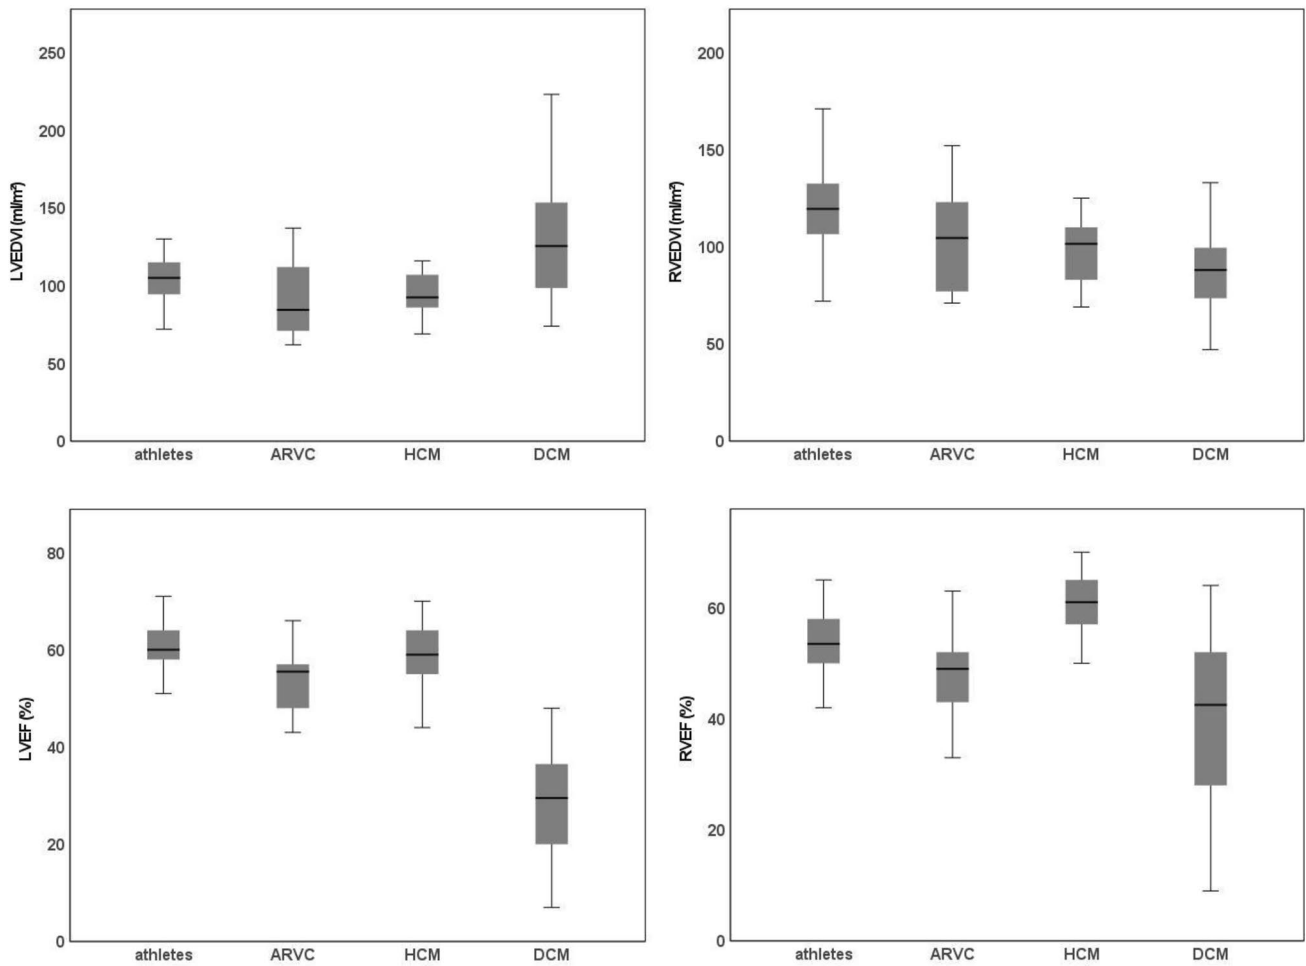 LVEDVI (ml/m²)
250
200
150
100
50
0
athletes ARVC HCM DCM
RVEDVI (ml/m²)
200
150
100
50
0
athletes ARVC HCM DCM
LVEF (%)
80
60
40
20
0
athletes ARVC HCM DCM
RVEF (%)
60
40
20
0
athletes ARVC HCM DCM